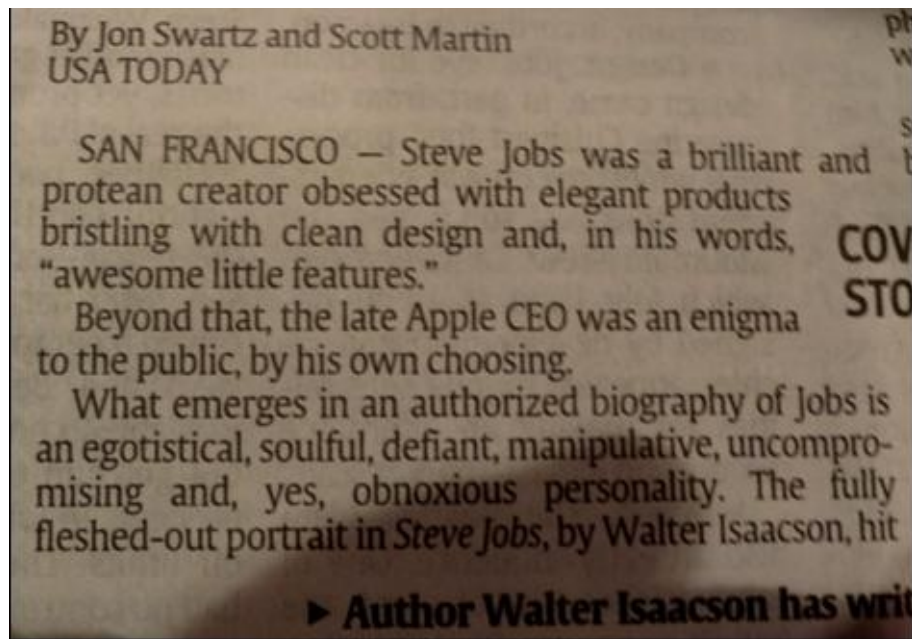 By Jon Swartz and Scott Martin
USA TODAY
SAN FRANCISCO — Steve Jobs was a brilliant and
protean creator obsessed with elegant products
bristling with clean design and, in his words,
“awesome little features.”
Beyond that, the late Apple CEO was an enigma
to the public, by his own choosing.
What emerges in an authorized biography of Jobs is
an egotistical, soulful, defiant, manipulative, uncompro-
mising and, yes, obnoxious personality. The fully
fleshed-out portrait in Steve Jobs, by Walter Isaacson, hit
COV
STO
► Author Walter Isaacson has writ